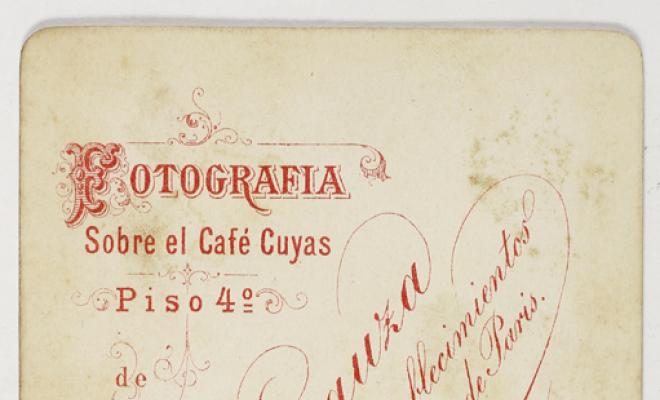 FOTOGRAFIA
Sobre el Café Cuyas
Piso 4º
de
de Paris.